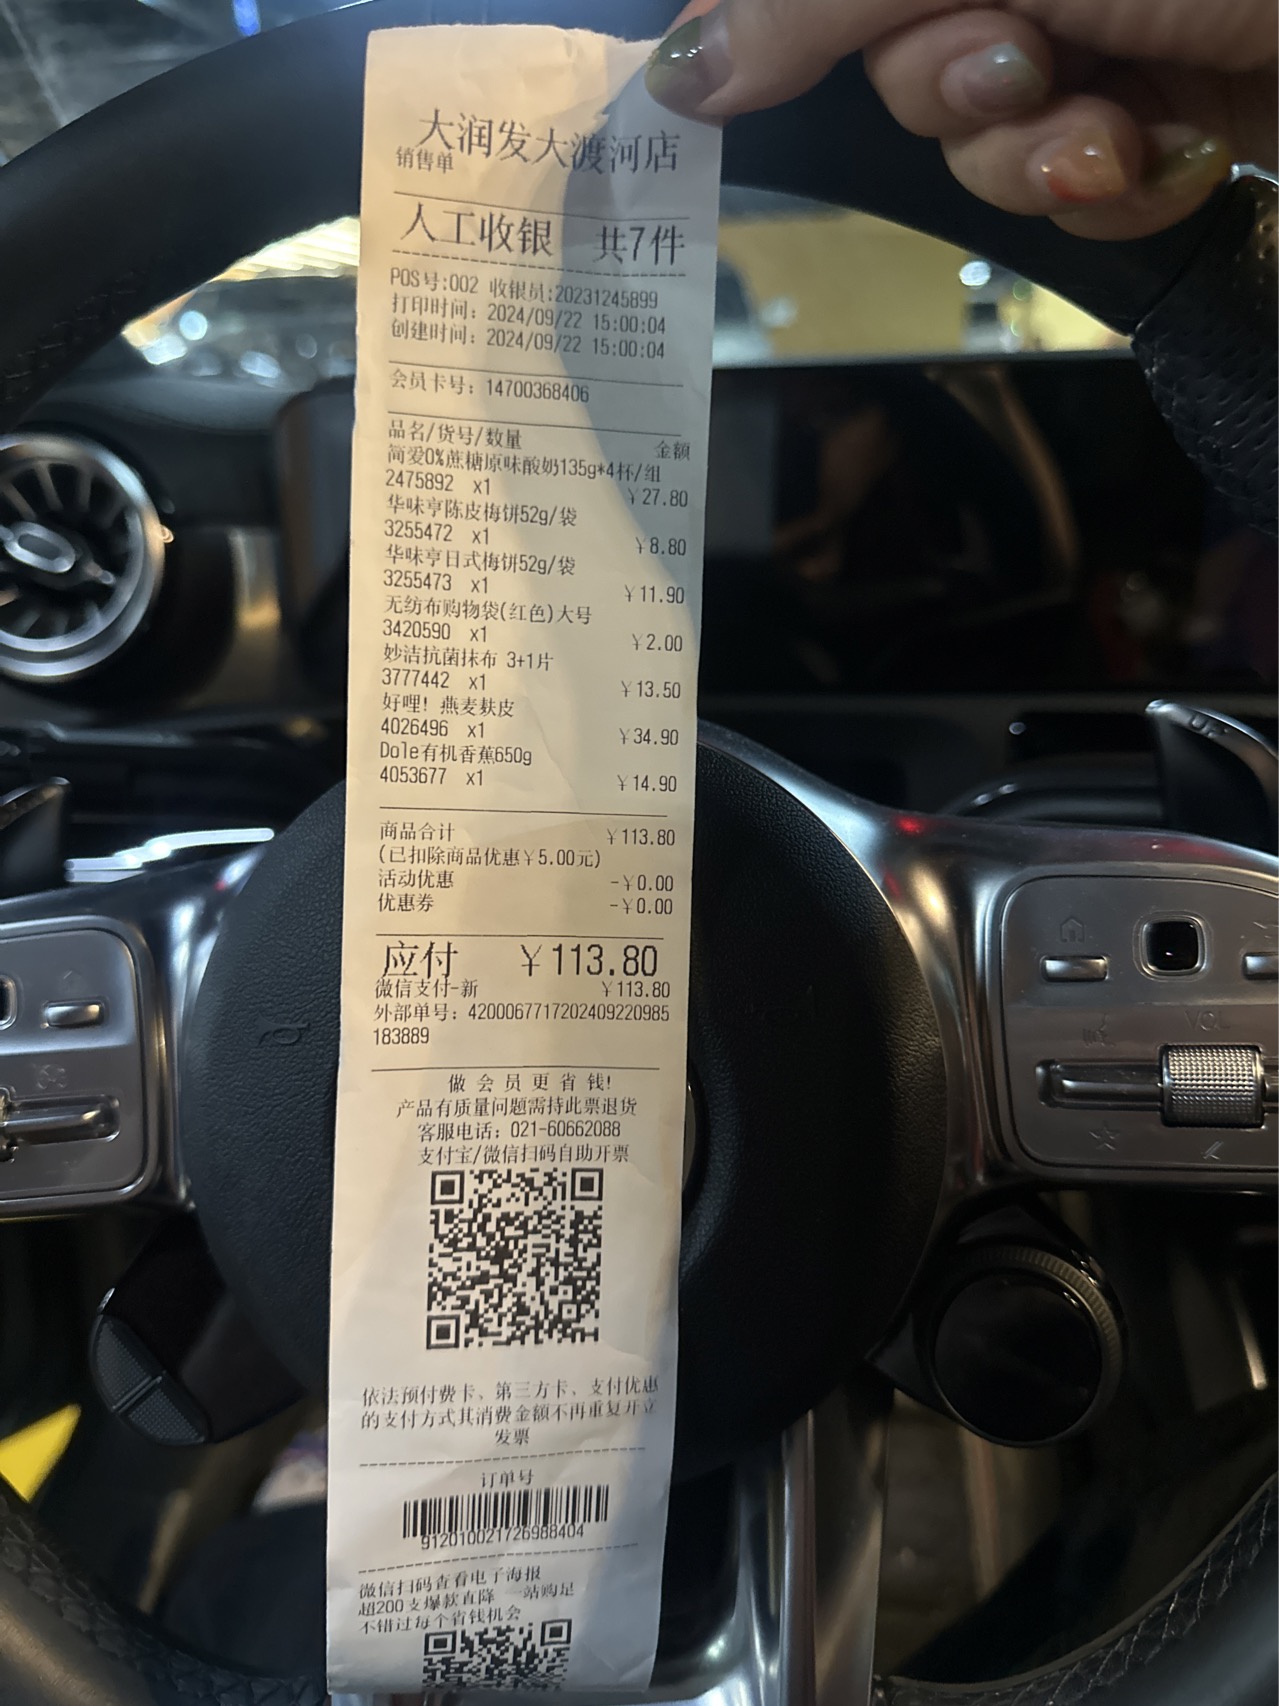 大润发大渡河店
销售单
人工收银 共7件
POS号:002 收银员:20231245899
打印时间: 2024/09/22 15:00:04
创建时间: 2024/09/22 15:00:04
会员卡号: 14700368406
品名/货号/数量 金额
简爱0%蔗糖原味酸奶135g*4杯/组
2475892 x1 ¥27.80
华味亨陈皮梅饼52g/袋
3255472 x1 ¥8.80
华味亨日式梅饼52g/袋
3255473 x1 ¥11.90
无纺布购物袋(红色)大号
3420590 x1 ¥2.00
妙洁抗菌抹布 3+1片
3777442 x1 ¥13.50
好哩! 燕麦麸皮
4026496 x1 ¥34.90
Dole有机香蕉650g
4053677 x1 ¥14.90
商品合计 ¥113.80
(已扣除商品优惠¥5.00元)
活动优惠 -¥0.00
优惠券 -¥0.00
应付 ¥113.80
微信支付-新 ¥113.80
外部单号: 4200067717202409220985
183889
做 会 员 更 省 钱!
产品有质量问题需持此票退货
客服电话: 021-60662088
支付宝/微信扫码自助开票
依法预付费卡、第三方卡、支付优惠
的支付方式其消费金额不再重复开立
发票
订单号
912010021726988404
微信扫码查看电子海报
超200支爆款直降 一站购足
不错过每个省钱机会
VOL